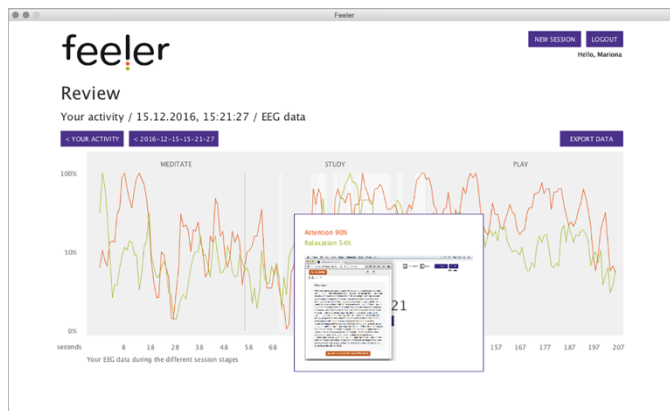 Feeler
feeler
NEW SESSION
LOGOUT
Hello, Mariona
Review
Your activity / 15.12.2016, 15:21:27 / EEG data
< YOUR ACTIVITY
< 2016-12-15-15-21-27
EXPORT DATA
MEDITATE
STUDY
PLAY
100%
50%
0%
Attention 90%
Relaxation 54%
21
seconds 8 18 28 38 48 58 68 157 167 177 187 197 207
Your EEG data during the different session stages